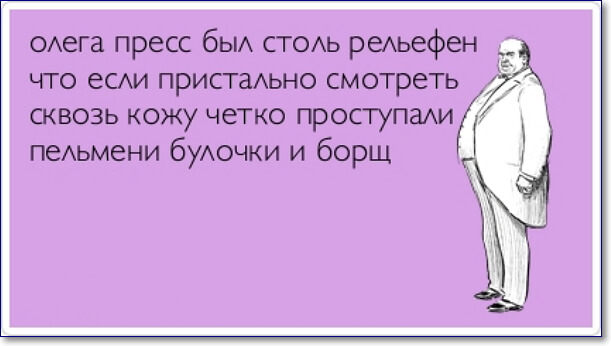 олега пресс был столь рельефен
что если пристально смотреть
сквозь кожу четко проступали
пельмени булочки и борщ